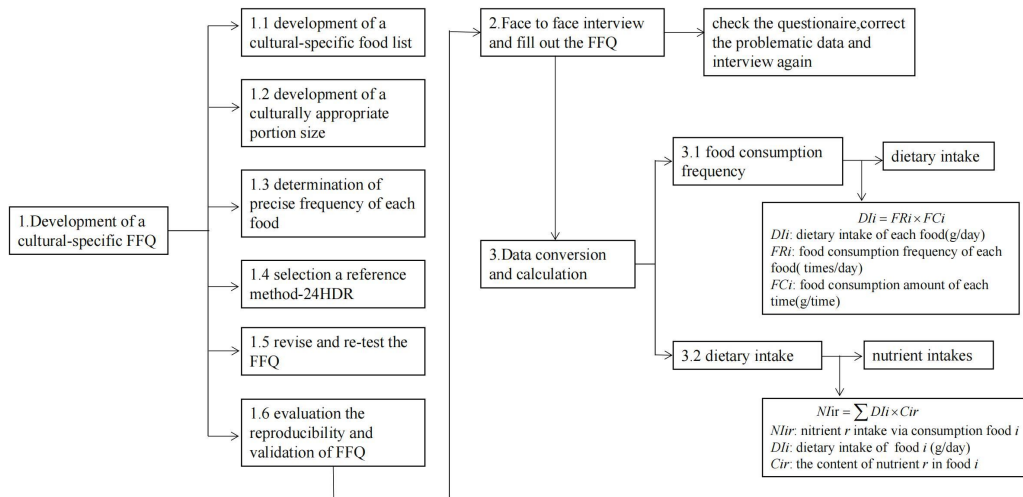 1.Development of a
cultural-specific FFQ
1.1 development of a
cultural-specific food list
1.2 development of a
culturally appropriate
portion size
1.3 determination of
precise frequency of each
food
1.4 selection a reference
method-24HDR
1.5 revise and re-test the
FFQ
1.6 evaluation the
reproducibility and
validation of FFQ
2.Face to face interview
and fill out the FFQ
check the questionaire,correct
the problematic data and
interview again
3.Data conversion
and calculation
3.1 food consumption
frequency
dietary intake
DIi = FRi × FCi
DIi: dietary intake of each food(g/day)
FRi: food consumption frequency of each
food( times/day)
FCi: food consumption amount of each
time(g/time)
3.2 dietary intake
nutrient intakes
NIir = ∑ DIi × Cir
NIir: nitrient r intake via consumption food i
DIi: dietary intake of food i (g/day)
Cir: the content of nutrient r in food i